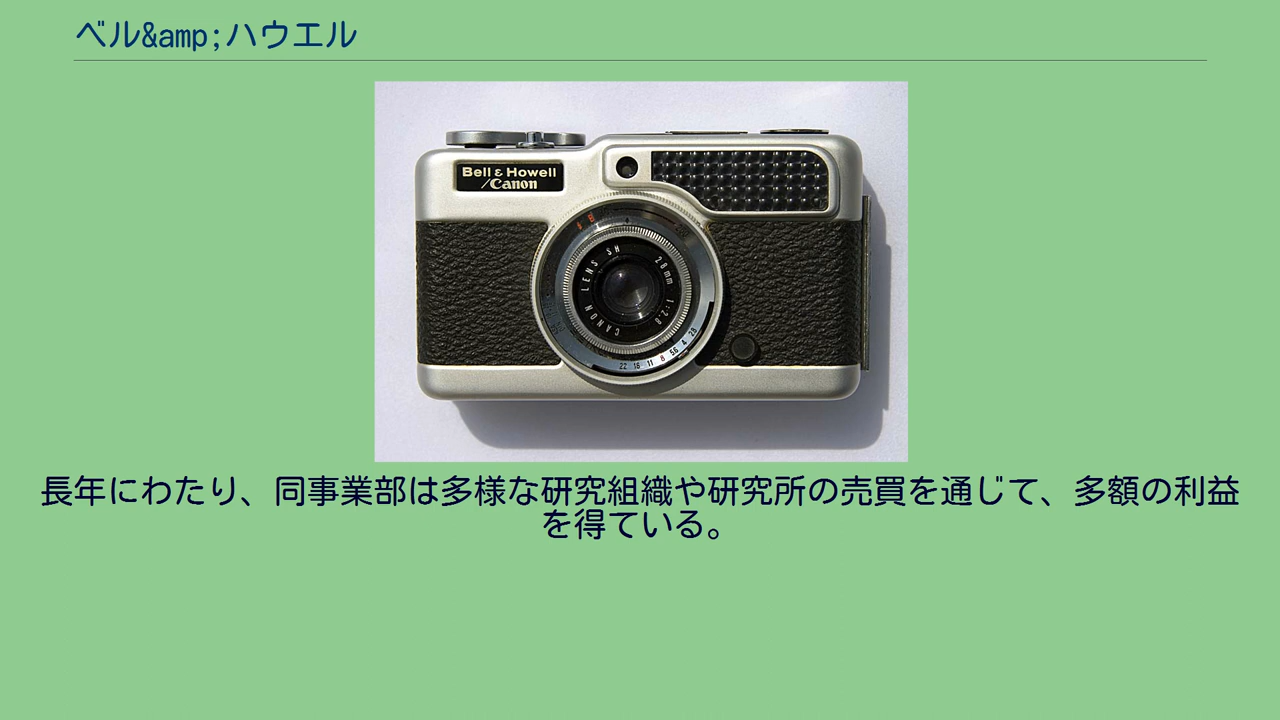 ベル&amp;ハウエル
Bell & Howell
/Canon
CANON LENS SH 28mm 1:2.8
22 16 11 8 5.6 4 2.8
長年にわたり、同事業部は多様な研究組織や研究所の売買を通じて、多額の利益
を得ている。